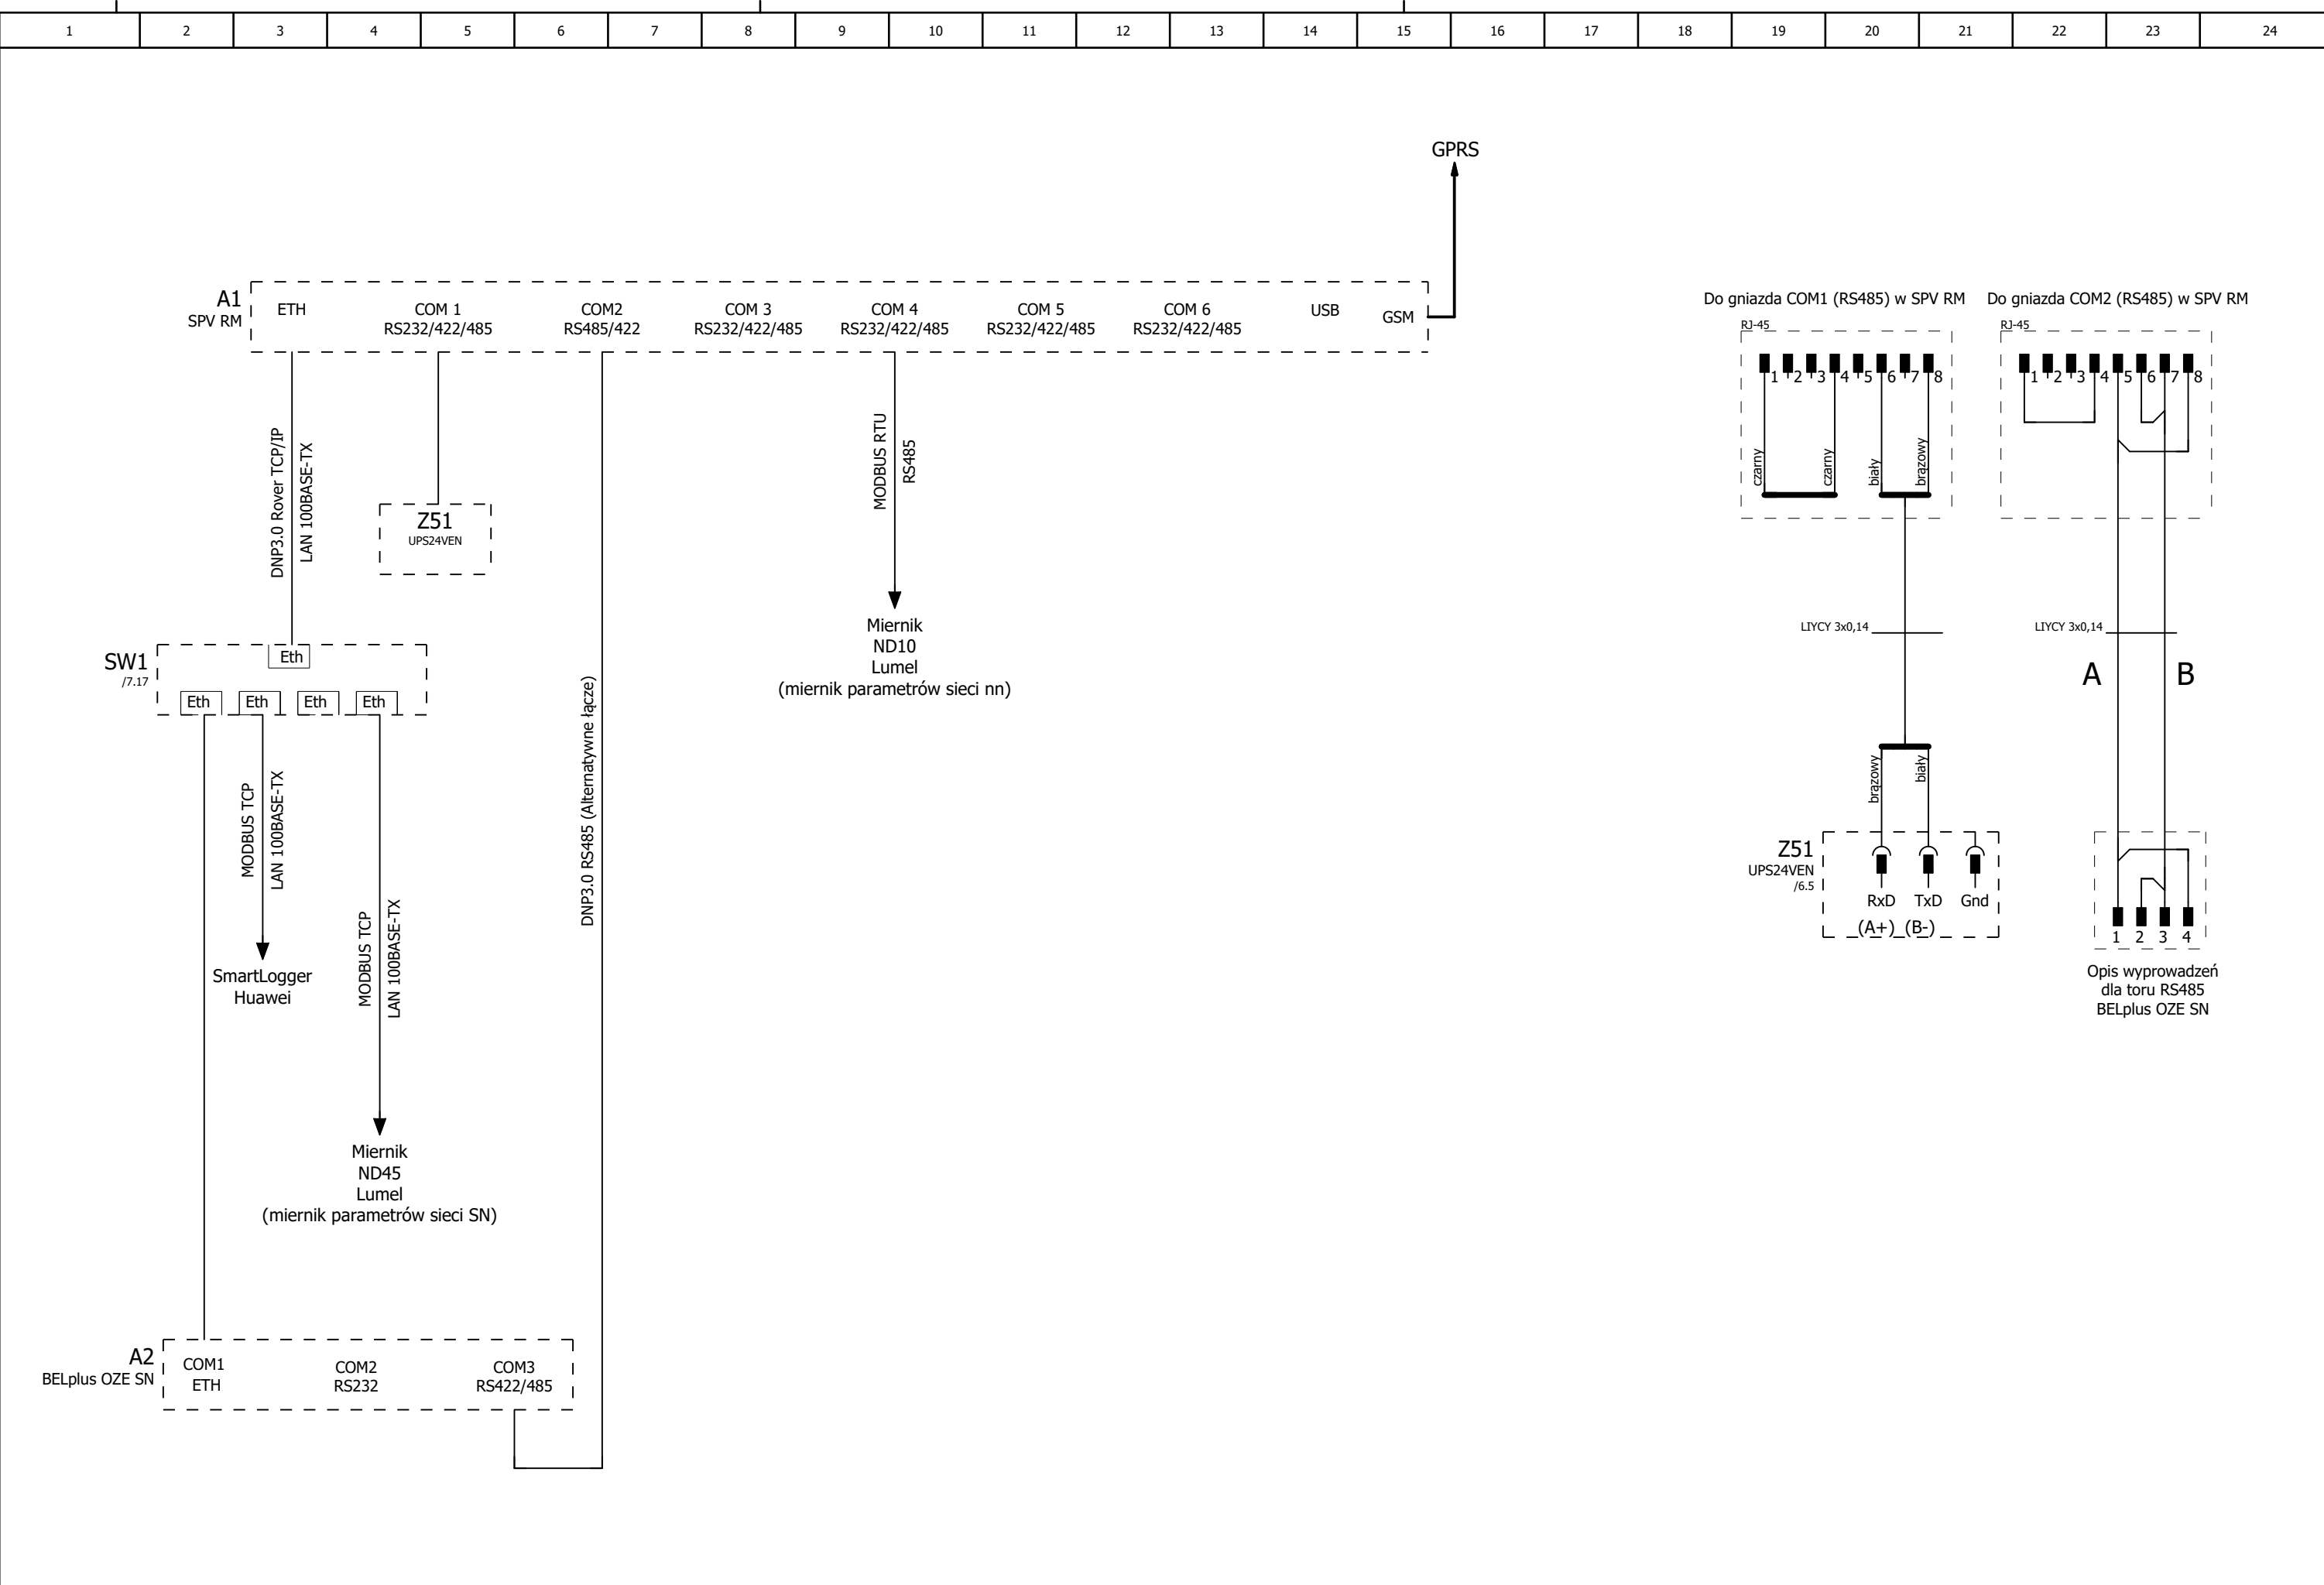 1 2 3 4 5 6 7 8 9 10 11 12 13 14 15 16 17 18 19 20 21 22 23 24
GPRS
A1
SPV RM
ETH
COM 1
RS232/422/485
COM2
RS485/422
COM 3
RS232/422/485
COM 4
RS232/422/485
COM 5
RS232/422/485
COM 6
RS232/422/485
USB
GSM
DNP3.0 Rover TCP/IP
LAN 100BASE-TX
Z51
UPS24VEN
MODBUS RTU
RS485
Miernik
ND10
Lumel
(miernik parametrów sieci nn)
SW1
/7.17
Eth
Eth
Eth
Eth
Eth
MODBUS TCP
LAN 100BASE-TX
SmartLogger
Huawei
MODBUS TCP
LAN 100BASE-TX
Miernik
ND45
Lumel
(miernik parametrów sieci SN)
DNP3.0 RS485 (Alternatywne łącze)
A2
BELplus OZE SN
COM1
ETH
COM2
RS232
COM3
RS422/485
Do gniazda COM1 (RS485) w SPV RM
RJ-45
1 2 3 4 5 6 7 8
czarny
czarny
biały
brązowy
LIYCY 3x0,14
brązowy
biały
Z51
UPS24VEN
/6.5
RxD TxD Gnd
(A+) (B-)
Do gniazda COM2 (RS485) w SPV RM
RJ-45
1 2 3 4 5 6 7 8
LIYCY 3x0,14
A B
1 2 3 4
Opis wyprowadzeń
dla toru RS485
BELplus OZE SN